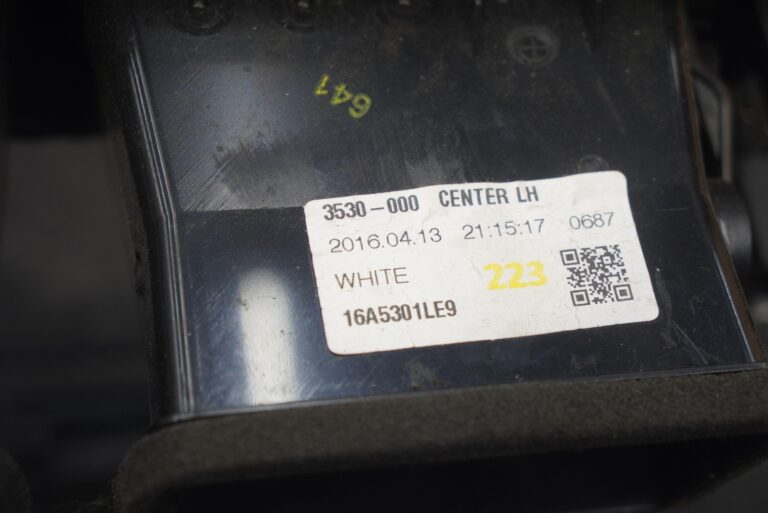 641
3530-000 CENTER LH
2016.04.13 21:15:17 0687
WHITE 223
16A5301LE9